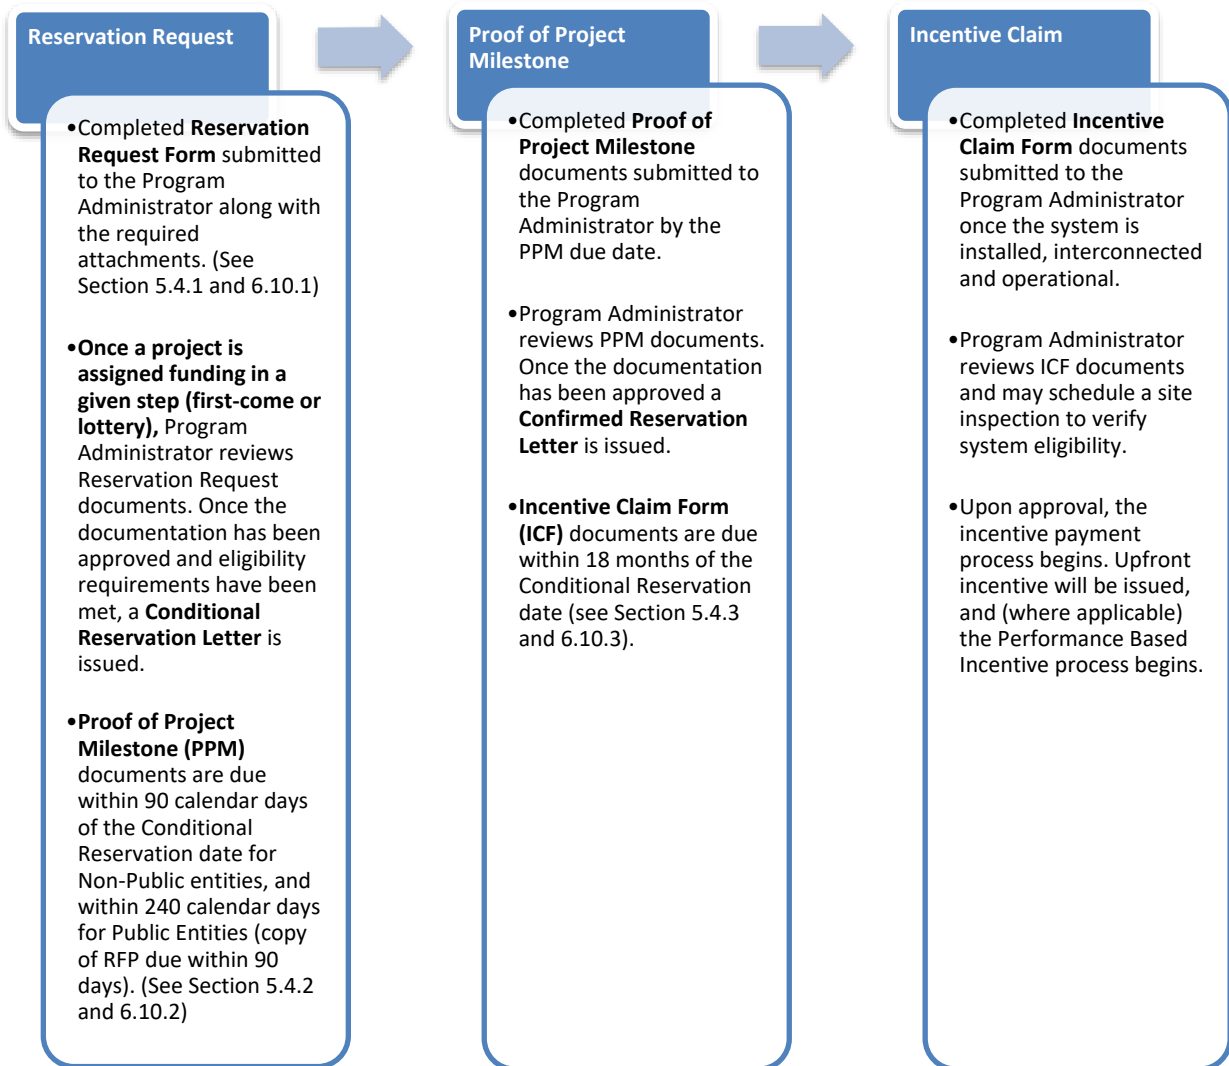 Reservation Request
•Completed Reservation
Request Form submitted
to the Program
Administrator along with
the required
attachments. (See
Section 5.4.1 and 6.10.1)
•Once a project is
assigned funding in a
given step (first-come or
lottery), Program
Administrator reviews
Reservation Request
documents. Once the
documentation has been
approved and eligibility
requirements have been
met, a Conditional
Reservation Letter is
issued.
•Proof of Project
Milestone (PPM)
documents are due
within 90 calendar days
of the Conditional
Reservation date for
Non-Public entities, and
within 240 calendar days
for Public Entities (copy
of RFP due within 90
days). (See Section 5.4.2
and 6.10.2)
Proof of Project
Milestone
•Completed Proof of
Project Milestone
documents submitted to
the Program
Administrator by the
PPM due date.
•Program Administrator
reviews PPM documents.
Once the documentation
has been approved a
Confirmed Reservation
Letter is issued.
•Incentive Claim Form
(ICF) documents are due
within 18 months of the
Conditional Reservation
date (see Section 5.4.3
and 6.10.3).
Incentive Claim
•Completed Incentive
Claim Form documents
submitted to the
Program Administrator
once the system is
installed, interconnected
and operational.
•Program Administrator
reviews ICF documents
and may schedule a site
inspection to verify
system eligibility.
•Upon approval, the
incentive payment
process begins. Upfront
incentive will be issued,
and (where applicable)
the Performance Based
Incentive process begins.